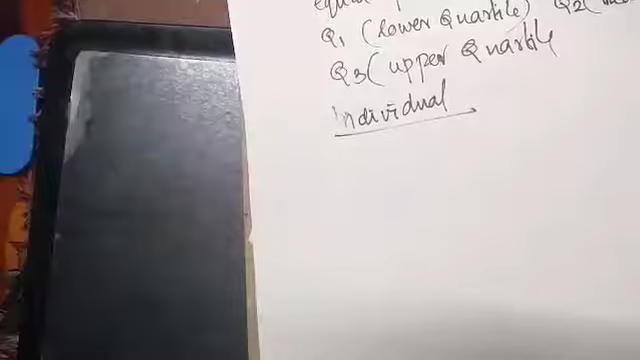 Q₁ (Lower Quartile) Q₂(
Q₃( upper Quartile
Individual